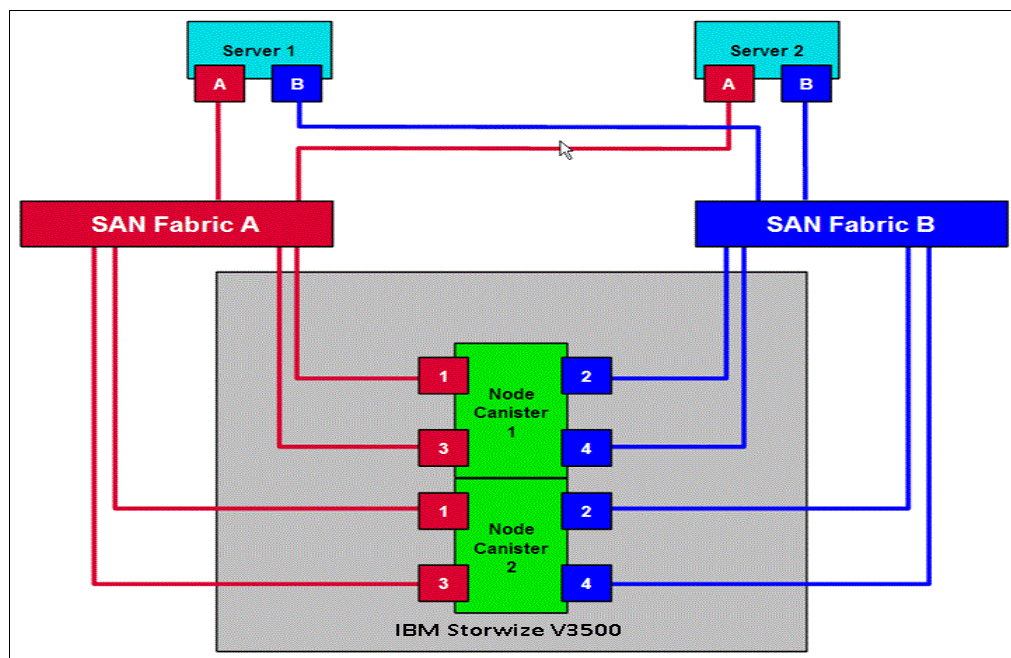 Server 1
Server 2
A
B
A
B
SAN Fabric A
SAN Fabric B
1
Node
Canister
1
2
3
4
1
Node
Canister
2
2
3
4
IBM Storwize V3500